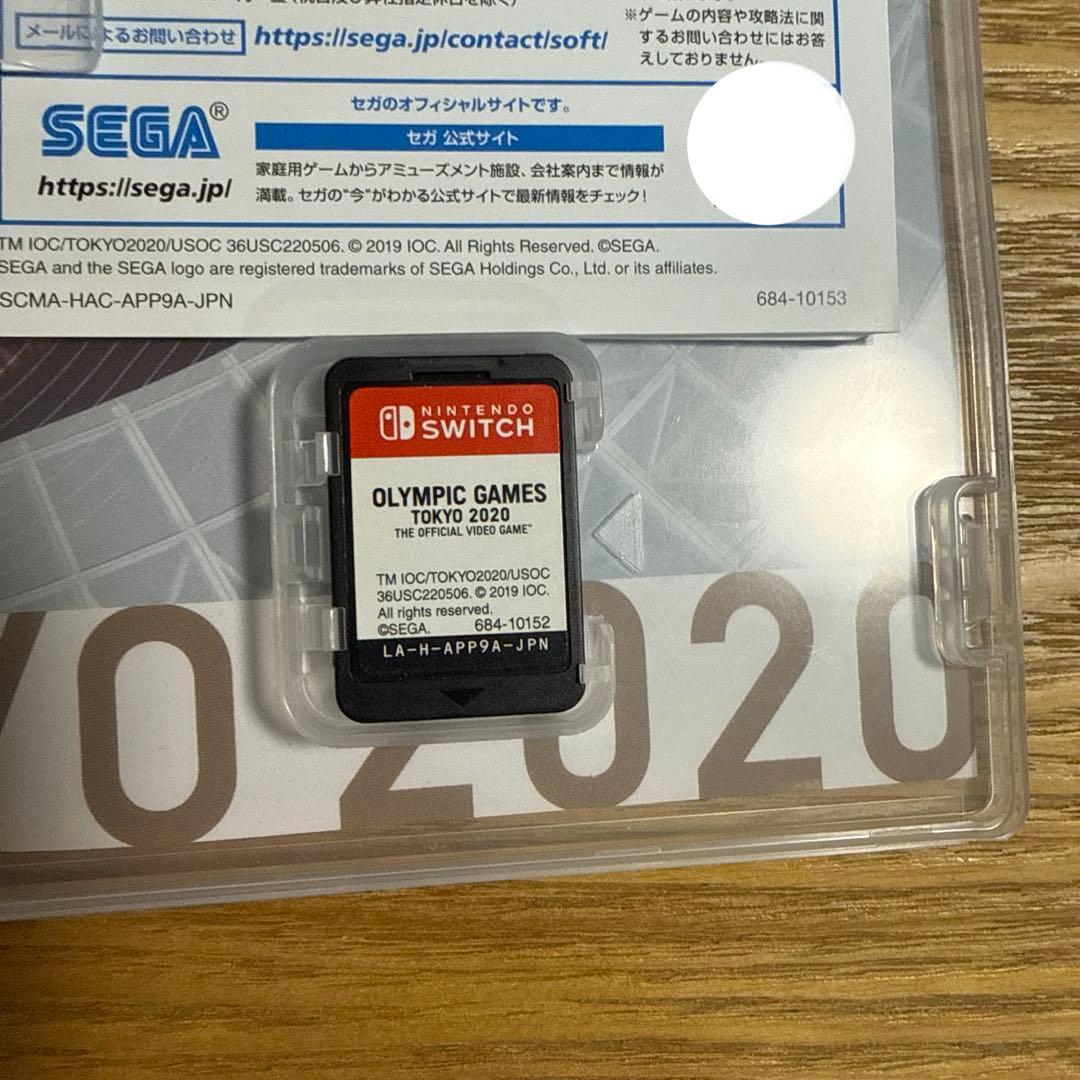 メールによるお問い合わせ https://sega.jp/contact/soft/
※ゲームの内容や攻略法に関
するお問い合わせにはお答
えしておりません。
SEGA®
https://sega.jp/
セガのオフィシャルサイトです。
セガ 公式サイト
家庭用ゲームからアミューズメント施設、会社案内まで情報が
満載。セガの“今”がわかる公式サイトで最新情報をチェック!
TM IOC/TOKYO2020/USOC 36USC220506. © 2019 IOC. All Rights Reserved. ©SEGA.
SEGA and the SEGA logo are registered trademarks of SEGA Holdings Co., Ltd. or its affiliates.
SCMA-HAC-APP9A-JPN 684-10153
NINTENDO
SWITCH
OLYMPIC GAMES
TOKYO 2020
THE OFFICIAL VIDEO GAME™
TM IOC/TOKYO2020/USOC
36USC220506. © 2019 IOC.
All rights reserved.
©SEGA. 684-10152
LA-H-APP9A-JPN
YO 2020